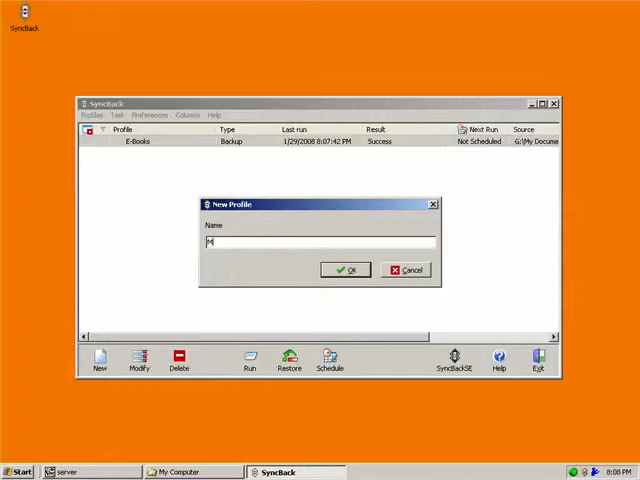 SyncBack
SyncBack
Profiles Task Preferences Columns Help
Profile Type Last run Result Next Run Source
E-Books Backup 1/29/2008 8:07:42 PM Success Not Scheduled G:\My Docume
New Profile
Name
M
OK Cancel
New Modify Delete Run Restore Schedule SyncBackSE Help Exit
Start server My Computer SyncBack 8:08 PM